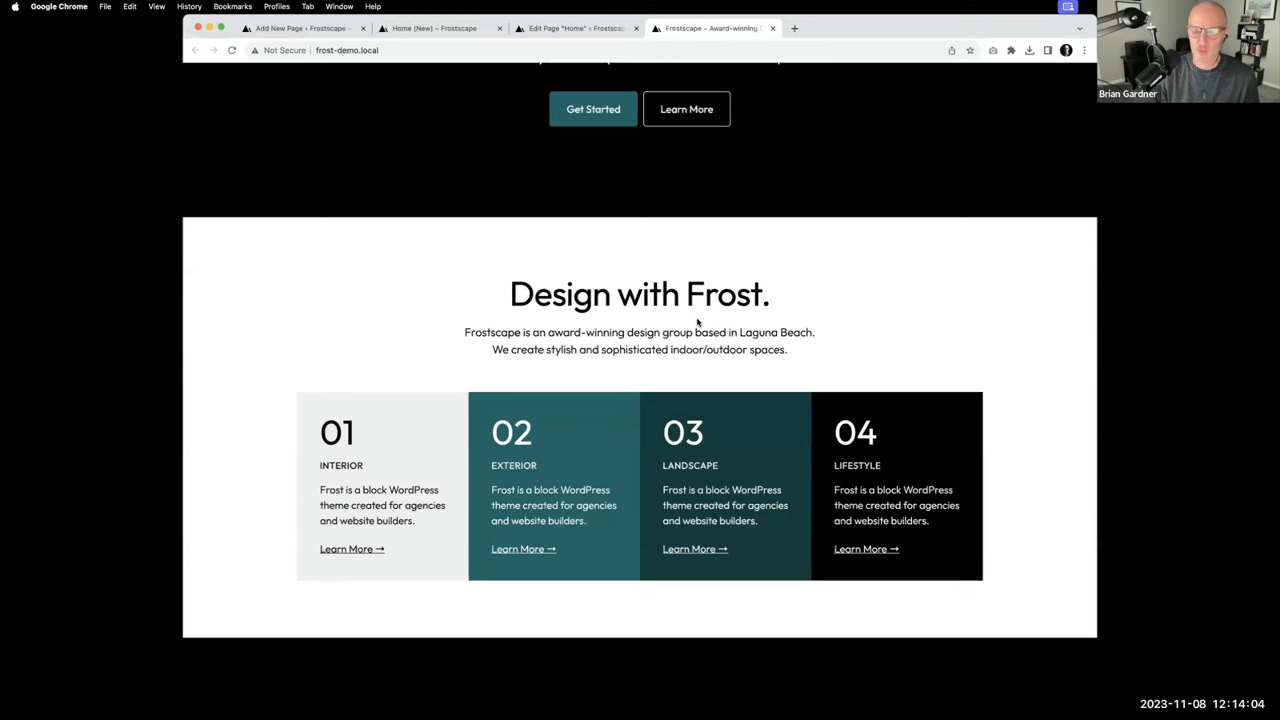 Google Chrome File Edit View History Bookmarks Profiles Tab Window Help
Add New Page ‹ Frostscape –
Home (New) – Frostscape
Edit Page "Home" ‹ Frostscap
Frostscape – Award-winning
Not Secure frost-demo.local
Brian Gardner
Get Started Learn More
Design with Frost.
Frostscape is an award-winning design group based in Laguna Beach.
We create stylish and sophisticated indoor/outdoor spaces.
01
INTERIOR
Frost is a block WordPress
theme created for agencies
and website builders.
Learn More →
02
EXTERIOR
Frost is a block WordPress
theme created for agencies
and website builders.
Learn More →
03
LANDSCAPE
Frost is a block WordPress
theme created for agencies
and website builders.
Learn More →
04
LIFESTYLE
Frost is a block WordPress
theme created for agencies
and website builders.
Learn More →
2023-11-08 12:14:04